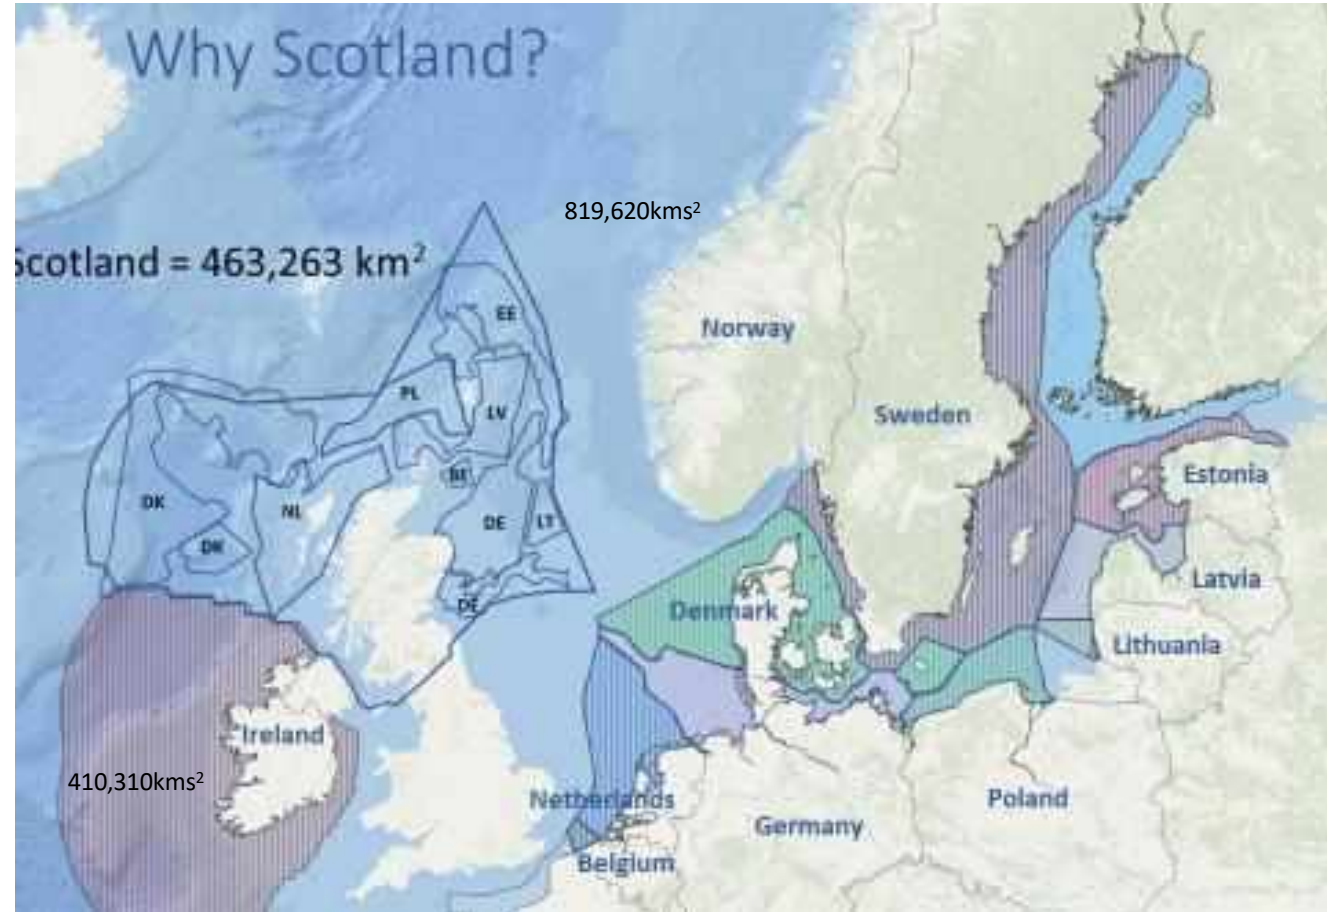 Why Scotland?
819,620kms²
Scotland = 463,263 km²
EE
Norway
PL
LV
Sweden
BE
Estonia
DK
NL
DE
LT
DK
Latvia
DE
Denmark
Lithuania
Ireland
410,310kms²
Netherlands
Poland
Germany
Belgium